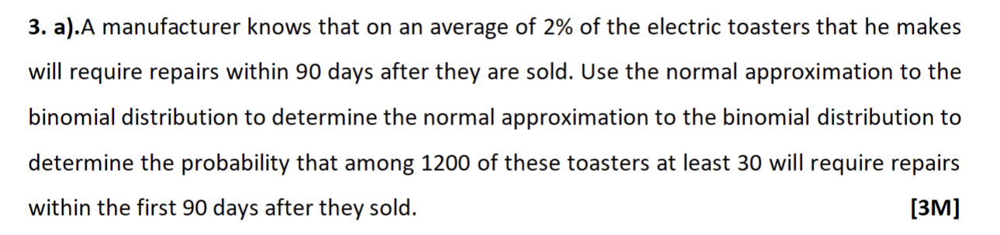 3. a).A manufacturer knows that on an average of 2% of the electric toasters that he makes
will require repairs within 90 days after they are sold. Use the normal approximation to the
binomial distribution to determine the normal approximation to the binomial distribution to
determine the probability that among 1200 of these toasters at least 30 will require repairs
within the first 90 days after they sold. [3M]